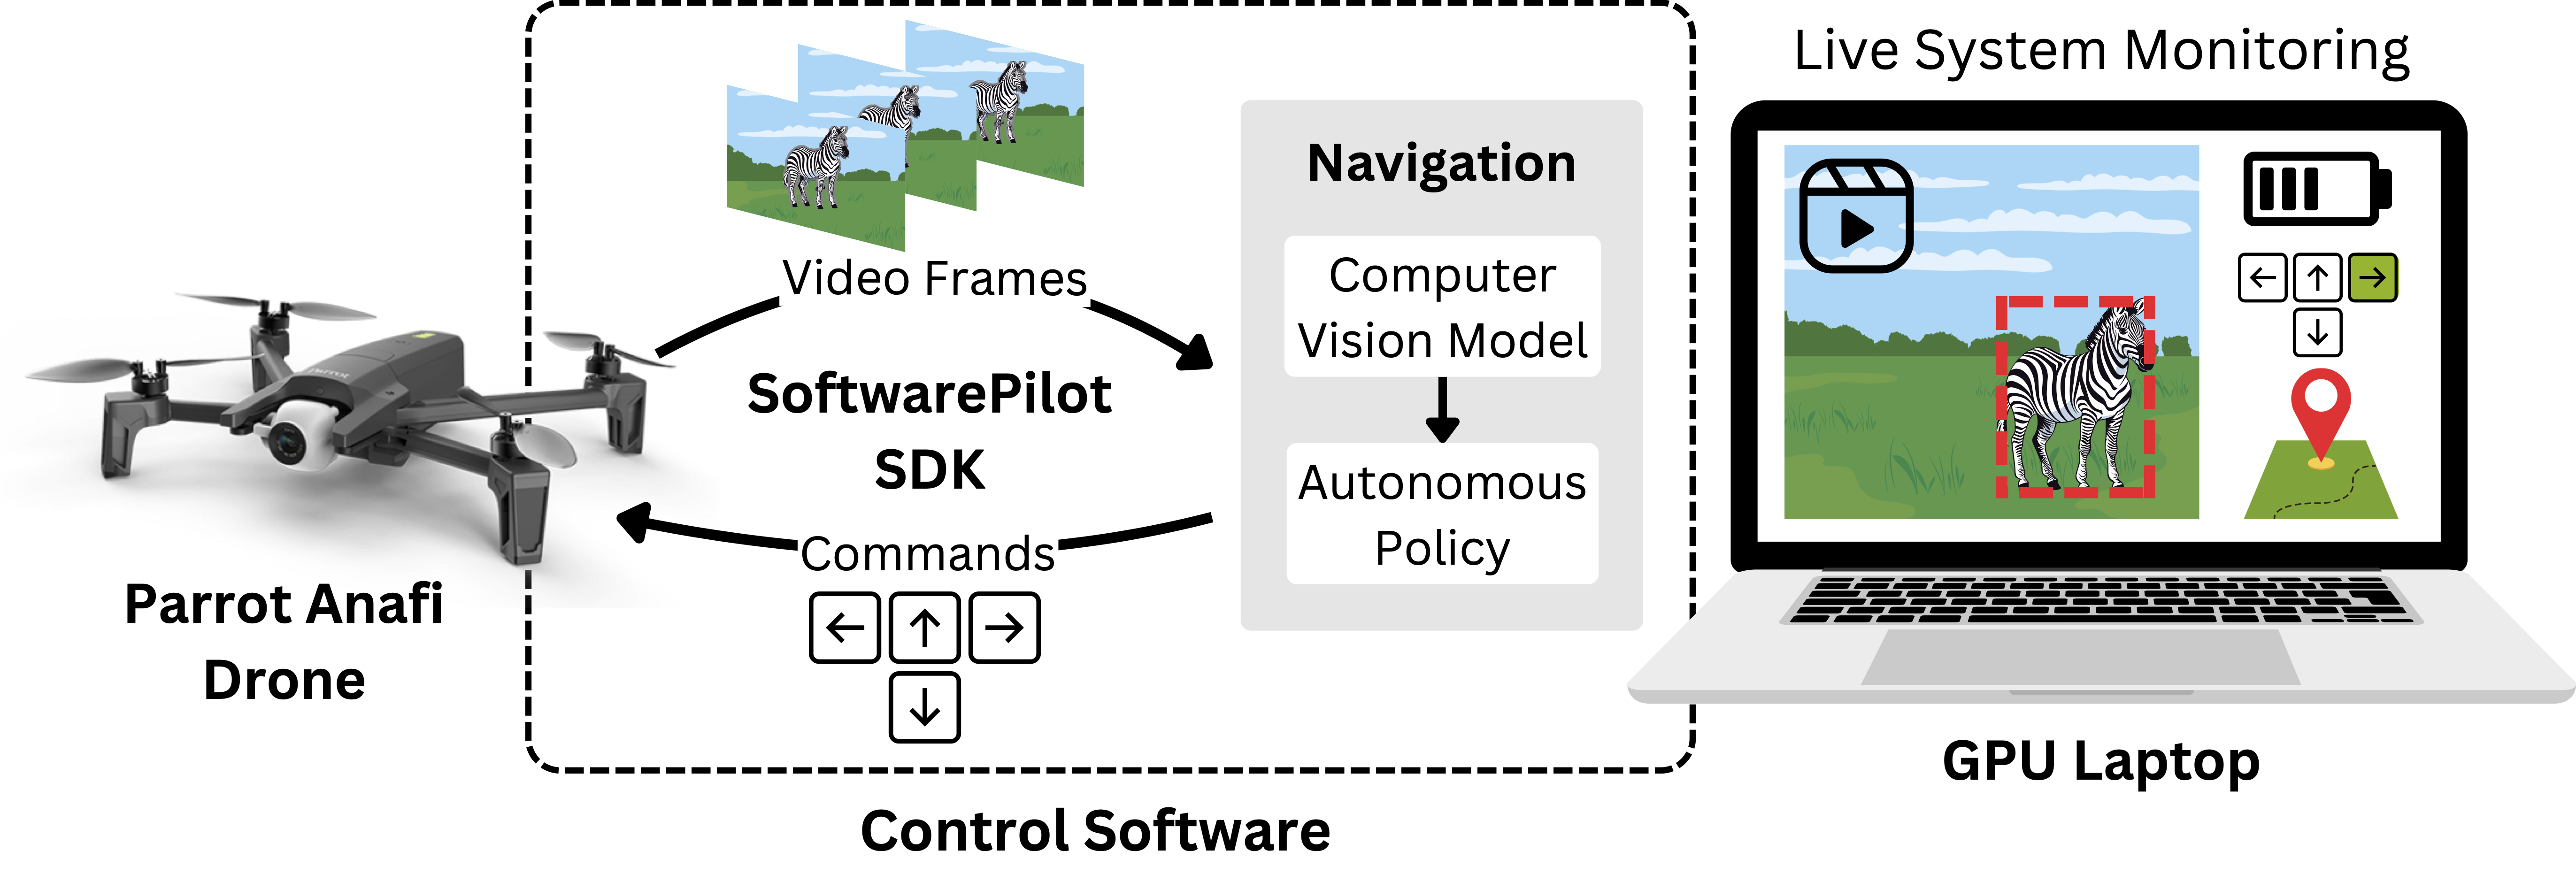 Live System Monitoring
Video Frames
Navigation
Computer
Vision Model
SoftwarePilot
SDK
Autonomous
Policy
Commands
Parrot
Parrot Anafi
Drone
GPU Laptop
Control Software